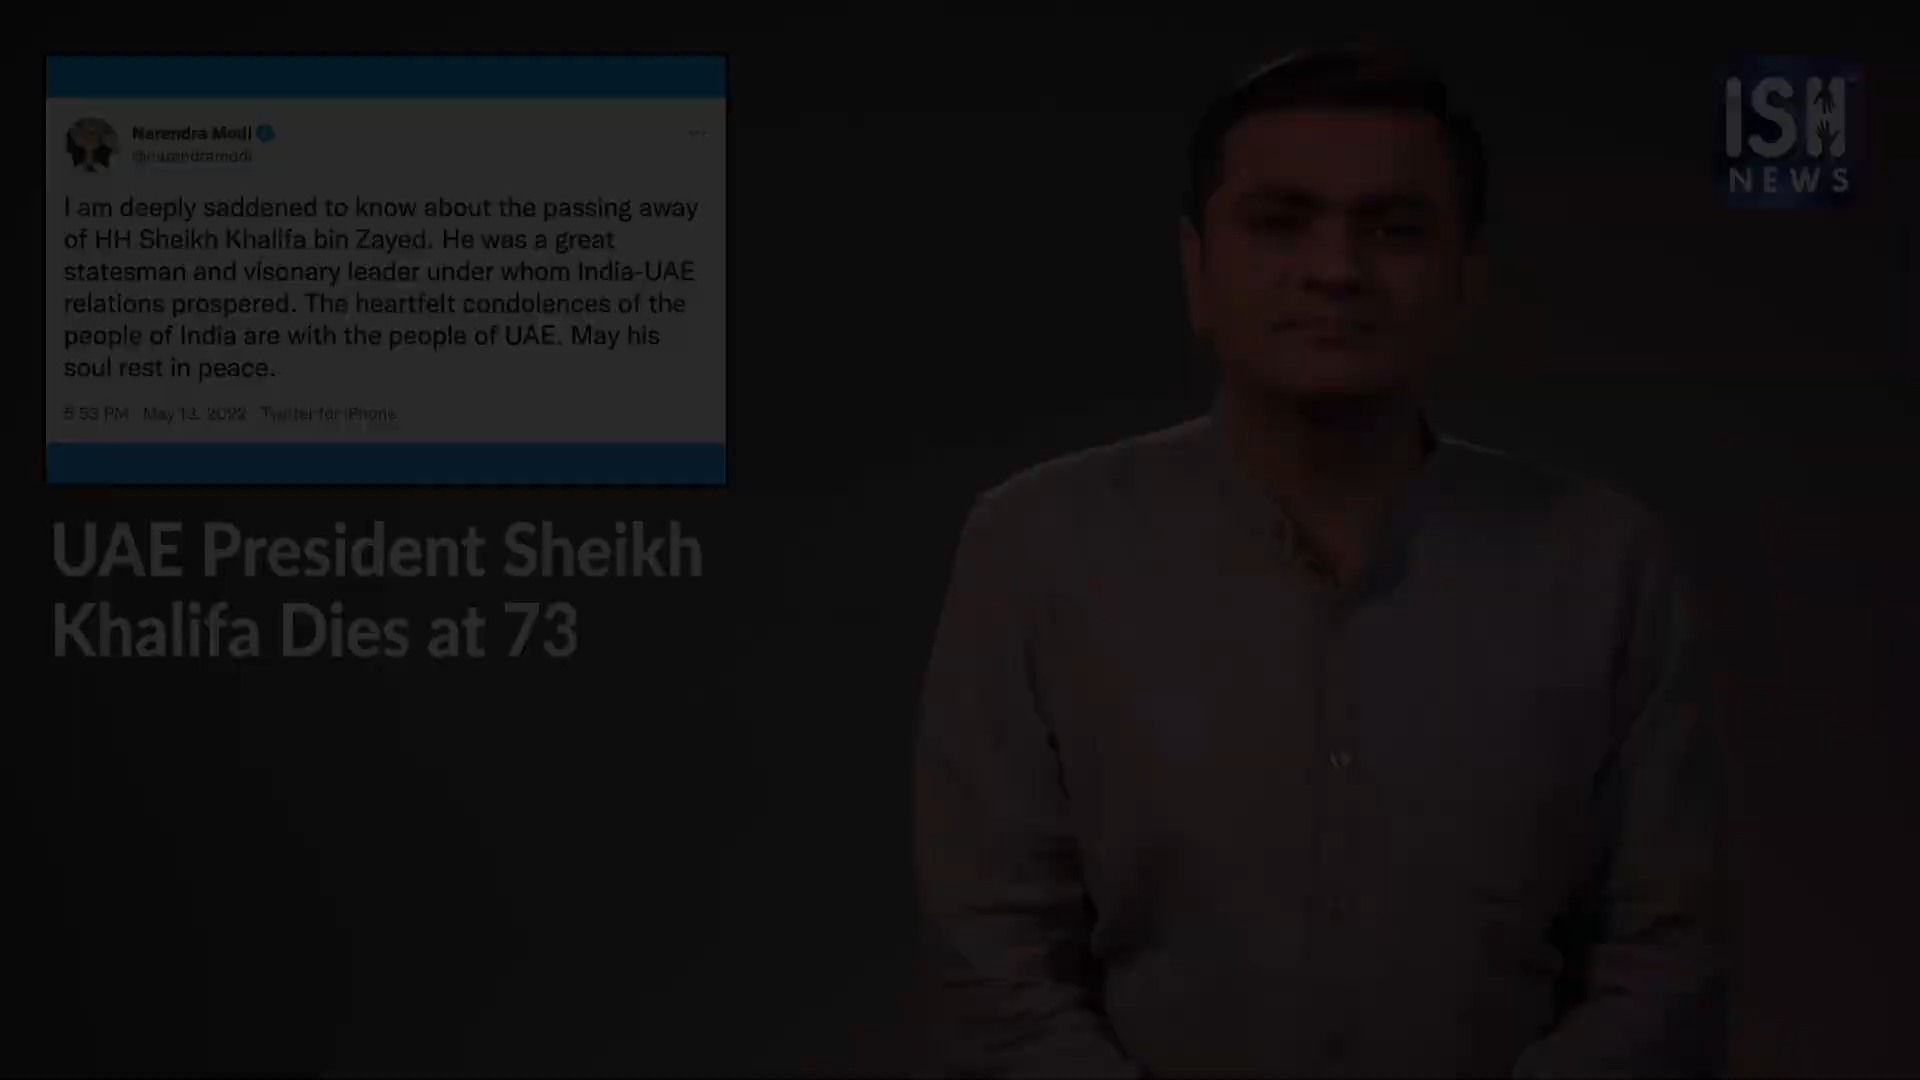 Narendra Modi
@narendramodi
I am deeply saddened to know about the passing away
of HH Sheikh Khalifa bin Zayed. He was a great
statesman and visonary leader under whom India-UAE
relations prospered. The heartfelt condolences of the
people of India are with the people of UAE. May his
soul rest in peace.
5:53 PM · May 13, 2022 · Twitter for iPhone
UAE President Sheikh
Khalifa Dies at 73
ISH
NEWS